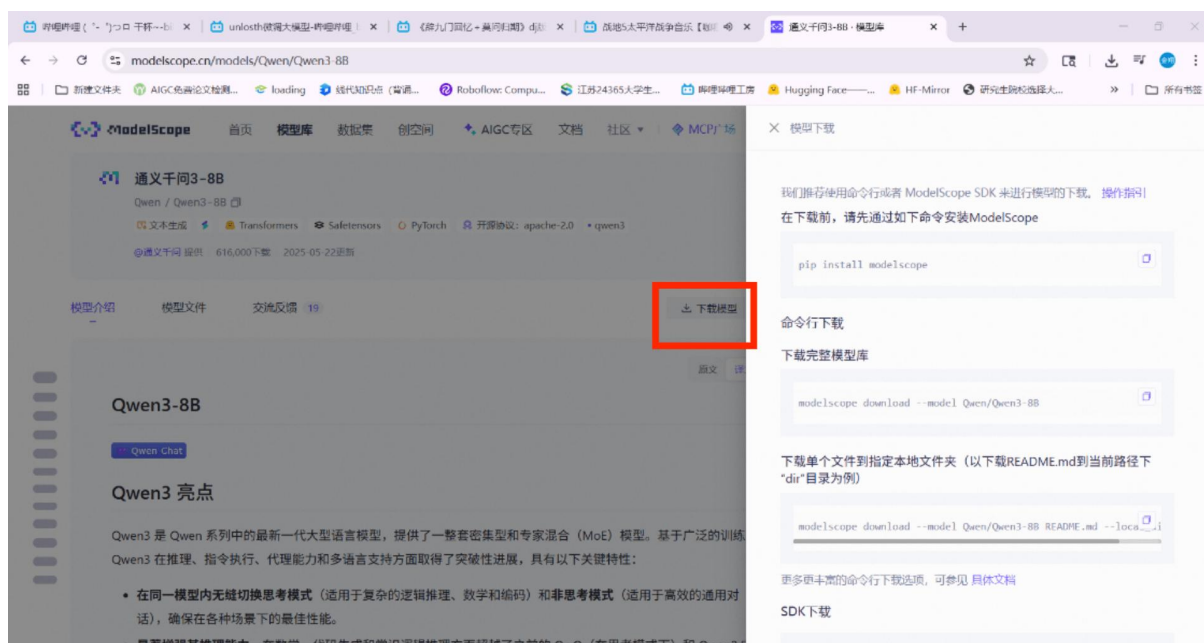 哔哩哔哩 ( ゜- ゜)つロ 干杯~-bi
unlosth微调大模型-哔哩哔哩_
战地5太平洋战争音乐【
通义千问3-8B · 模型库
modelscope.cn/models/Qwen/Qwen3-8B
新建文件夹 AIGC免费论文检测... loading 线代知识点 Roboflow: Compu... 江苏24365大学生... 哔哩哔哩工房 Hugging Face——... HF-Mirror 研究生院校选择大... » 所有书签
ModelScope 首页 模型库 数据集 创空间 AIGC专区 文档 社区 MCP广场
模型下载
通义千问3-8B
Qwen / Qwen3-8B
文本生成 Transformers Safetensors PyTorch 开源协议: apache-2.0 qwen3
@通义千问 提供 616,000下载 2025-05-22更新
模型介绍 模型文件 交流反馈 19 下载模型
原文 译
Qwen3-8B
Qwen Chat
Qwen3 亮点
Qwen3 是 Qwen 系列中的最新一代大型语言模型，提供了一整套密集型和专家混合（MoE）模型。基于广泛的训练，
Qwen3 在推理、指令执行、代理能力和多语言支持方面取得了突破性进展，具有以下关键特性：
• 在同一模型内无缝切换思考模式（适用于复杂的逻辑推理、数学和编码）和非思考模式（适用于高效的通用对
话），确保在各种场景下的最佳性能。
我们推荐使用命令行或者 ModelScope SDK 来进行模型的下载。 操作指引
在下载前，请先通过如下命令安装ModelScope
pip install modelscope
命令行下载
下载完整模型库
modelscope download --model Qwen/Qwen3-8B
下载单个文件到指定本地文件夹（以下载README.md到当前路径下
“dir”目录为例）
modelscope download --model Qwen/Qwen3-8B README.md --loca
更多更丰富的命令行下载选项，可参见 具体文档
SDK下载